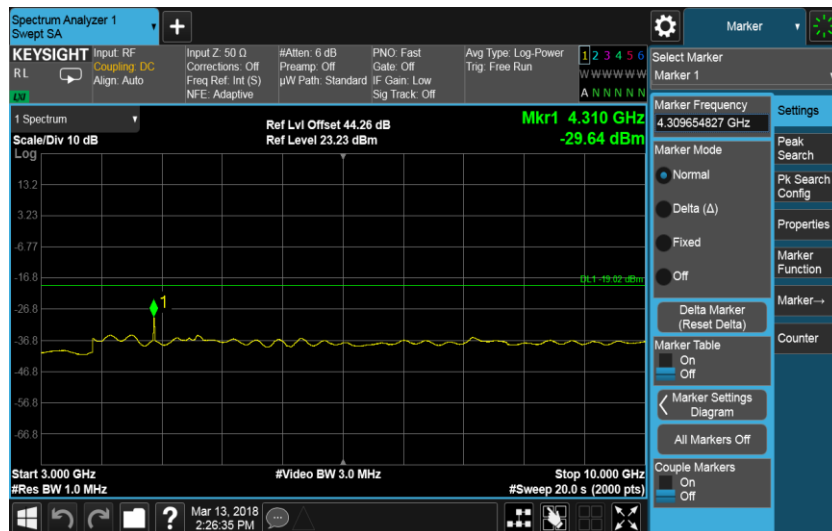 Spectrum Analyzer 1
Swept SA
Marker
KEYSIGHT
RL
LXI
Input: RF
Coupling: DC
Align: Auto
Input Z: 50 Ω
Corrections: Off
Freq Ref: Int (S)
NFE: Adaptive
#Atten: 6 dB
Preamp: Off
µW Path: Standard
PNO: Fast
Gate: Off
IF Gain: Low
Sig Track: Off
Avg Type: Log-Power
Trig: Free Run
1 2 3 4 5 6
W W W W W W
A N N N N N
1 Spectrum
Scale/Div 10 dB
Log
Ref Lvl Offset 44.26 dB
Ref Level 23.23 dBm
Mkr1 4.310 GHz
-29.64 dBm
13.2
3.23
-6.77
-16.8
-26.8
-36.8
-46.8
-56.8
-66.8
DL1 -19.02 dBm
1
Start 3.000 GHz
#Res BW 1.0 MHz
#Video BW 3.0 MHz
Stop 10.000 GHz
#Sweep 20.0 s (2000 pts)
Select Marker
Marker 1
Marker Frequency
4.309654827 GHz
Marker Mode
Normal
Delta (Δ)
Fixed
Off
Delta Marker
(Reset Delta)
Marker Table
On
Off
Marker Settings
Diagram
All Markers Off
Couple Markers
On
Off
Settings
Peak
Search
Pk Search
Config
Properties
Marker
Function
Marker→
Counter
?
Mar 13, 2018
2:26:35 PM